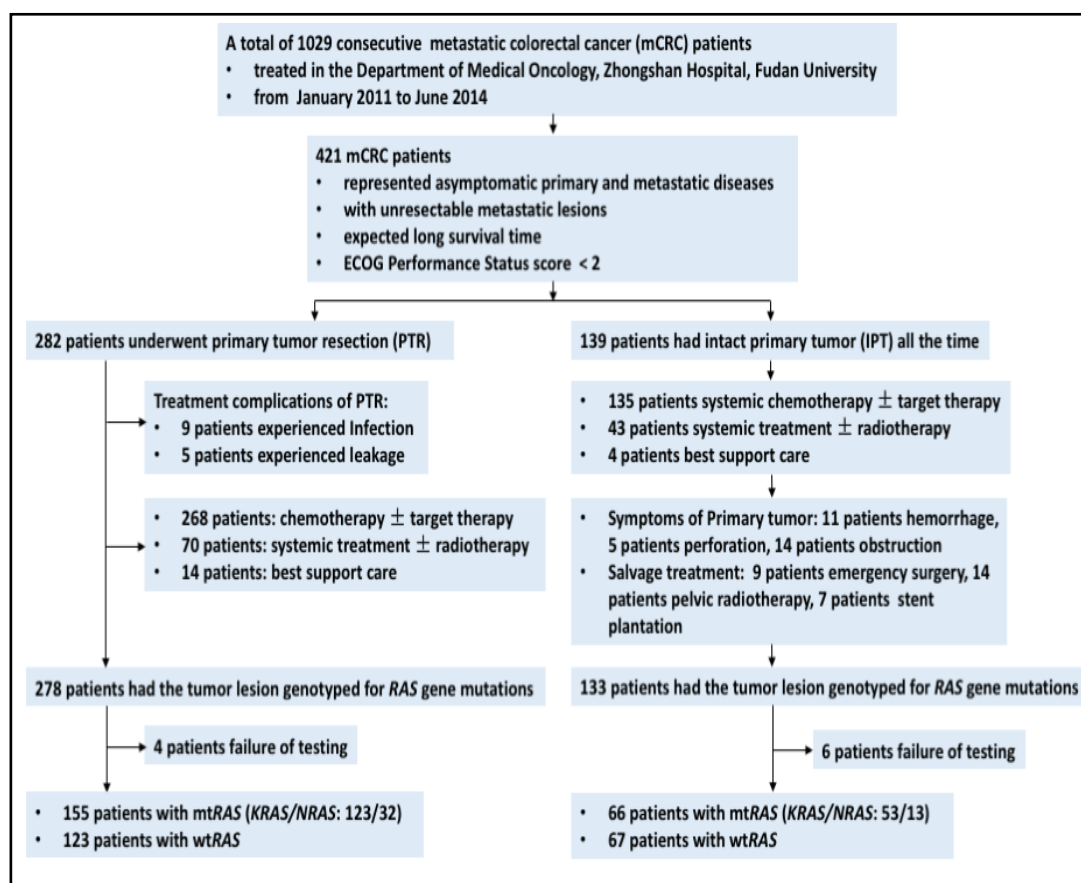 A total of 1029 consecutive metastatic colorectal cancer (mCRC) patients
• treated in the Department of Medical Oncology, Zhongshan Hospital, Fudan University
• from January 2011 to June 2014
421 mCRC patients
• represented asymptomatic primary and metastatic diseases
• with unresectable metastatic lesions
• expected long survival time
• ECOG Performance Status score < 2
282 patients underwent primary tumor resection (PTR)
Treatment complications of PTR:
• 9 patients experienced Infection
• 5 patients experienced leakage
• 268 patients: chemotherapy ± target therapy
• 70 patients: systemic treatment ± radiotherapy
• 14 patients: best support care
278 patients had the tumor lesion genotyped for RAS gene mutations
4 patients failure of testing
• 155 patients with mtRAS (KRAS/NRAS: 123/32)
• 123 patients with wtRAS
139 patients had intact primary tumor (IPT) all the time
• 135 patients systemic chemotherapy ± target therapy
• 43 patients systemic treatment ± radiotherapy
• 4 patients best support care
• Symptoms of Primary tumor: 11 patients hemorrhage,
5 patients perforation, 14 patients obstruction
• Salvage treatment: 9 patients emergency surgery, 14
patients pelvic radiotherapy, 7 patients stent
plantation
133 patients had the tumor lesion genotyped for RAS gene mutations
6 patients failure of testing
• 66 patients with mtRAS (KRAS/NRAS: 53/13)
• 67 patients with wtRAS